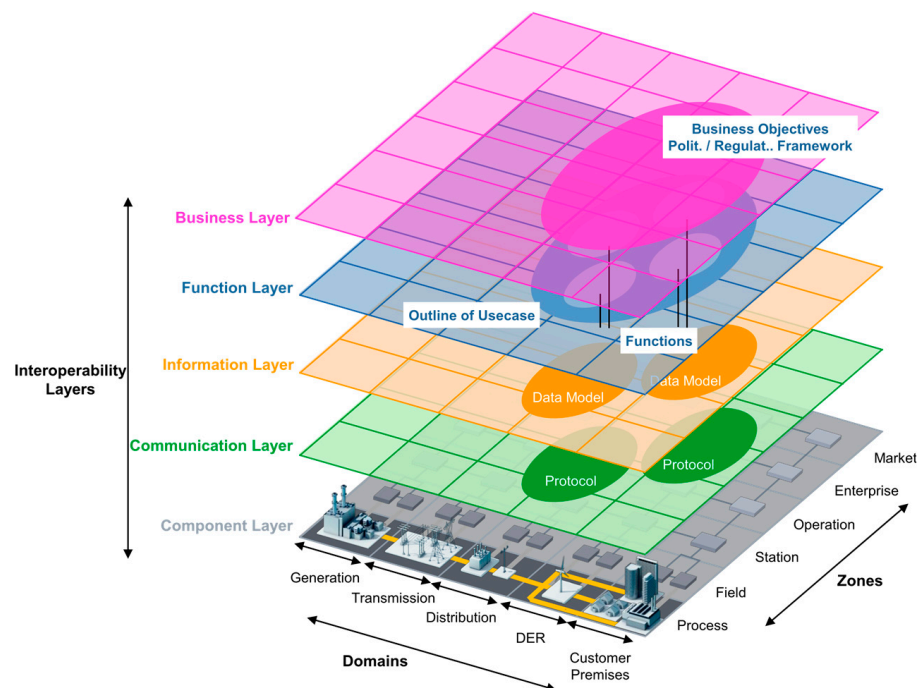 Business Objectives
Polit. / Regulat.. Framework
Business Layer
Function Layer
Outline of Usecase
Functions
Information Layer
Interoperability
Layers
Data Model
Data Model
Communication Layer
Protocol
Protocol
Component Layer
Market
Enterprise
Operation
Station
Field
Process
Zones
Generation
Transmission
Distribution
DER
Customer
Premises
Domains